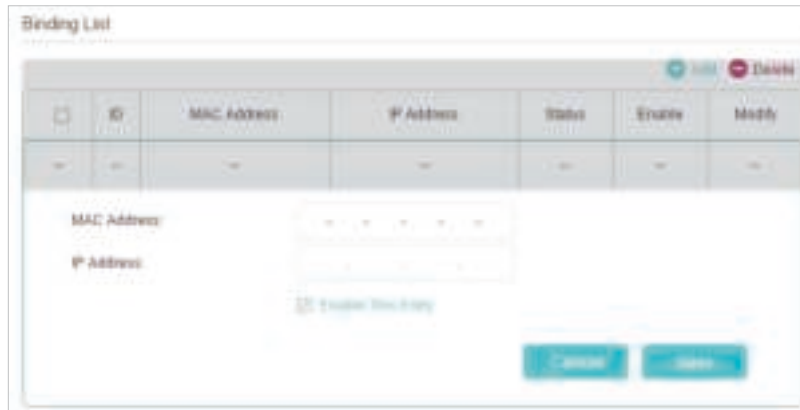 Binding List
Add Delete
ID MAC Address IP Address Status Enable Modify
-- -- -- -- -- -- --
MAC Address:
IP Address:
Enable This Entry
Cancel Save